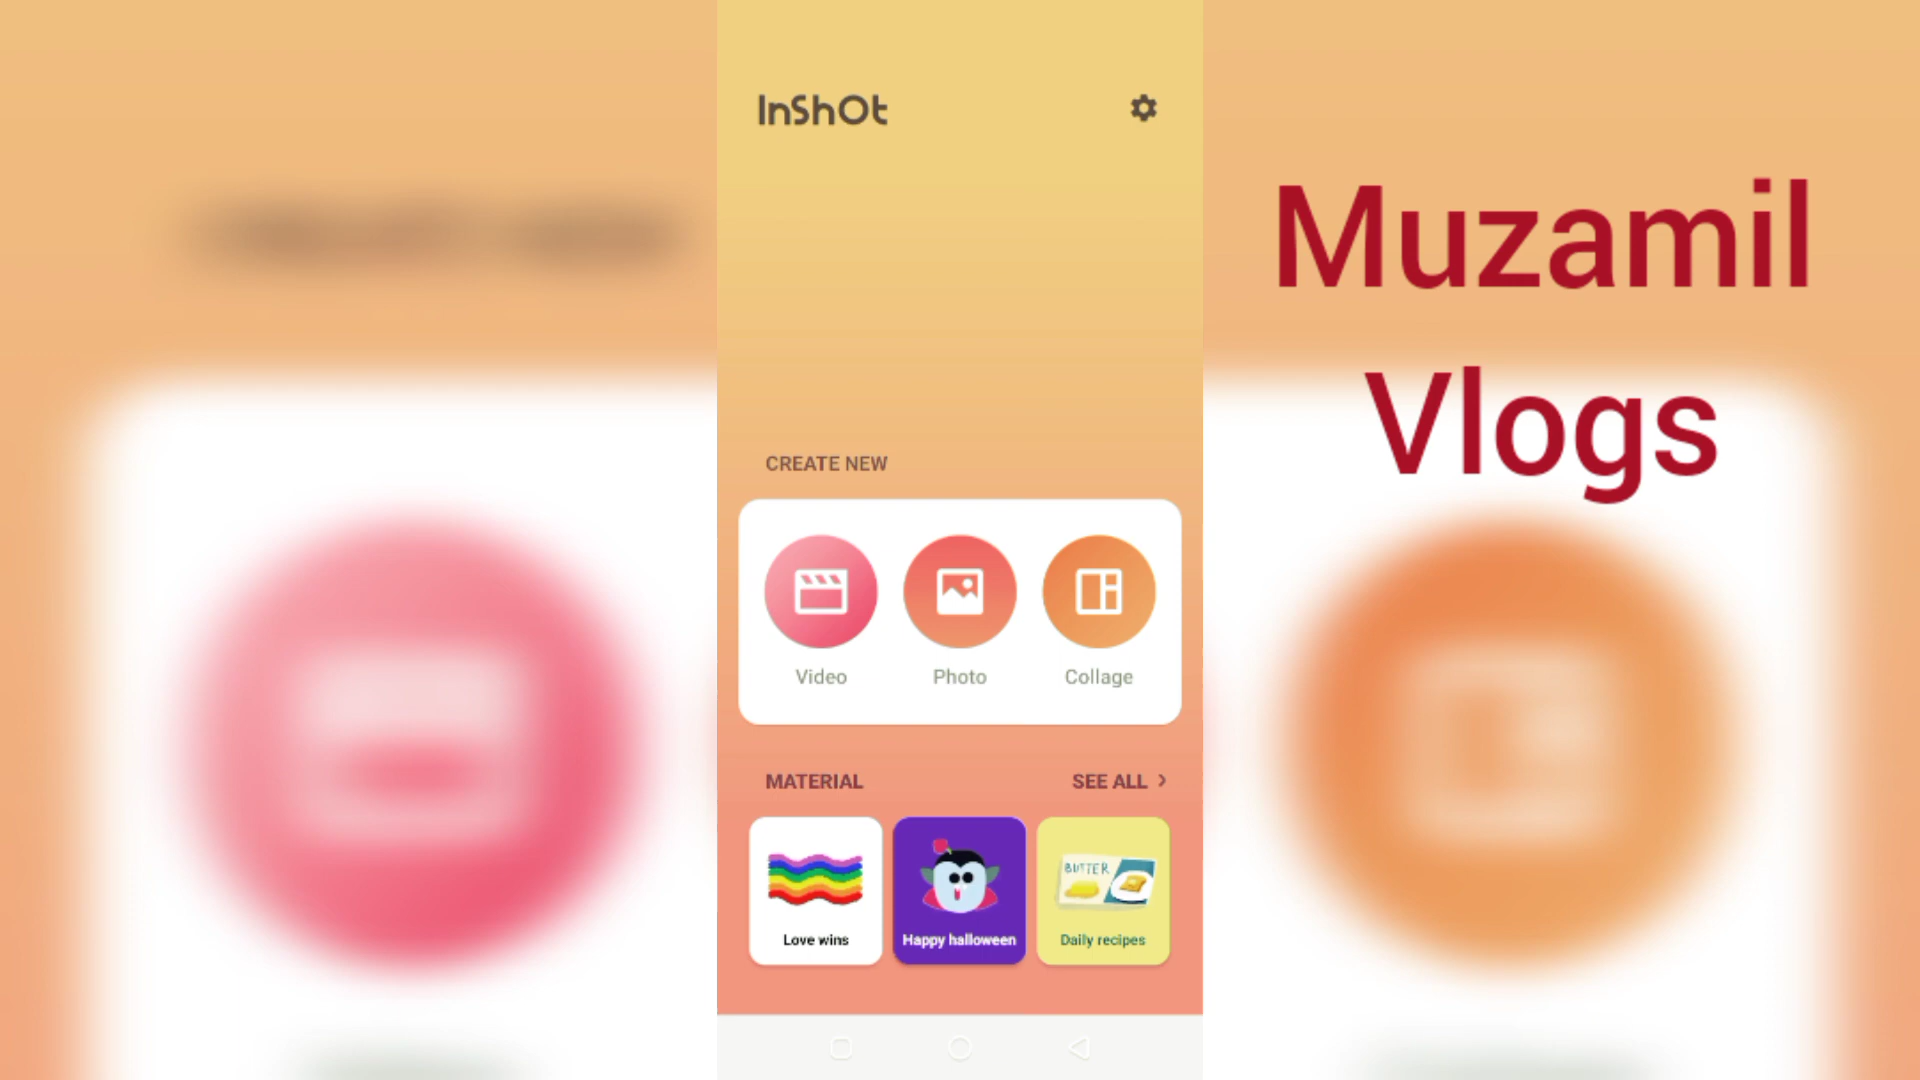 InShOt
Muzamil
Vlogs
CREATE NEW
Video Photo Collage
MATERIAL SEE ALL >
BUTTER
Love wins Happy halloween Daily recipes